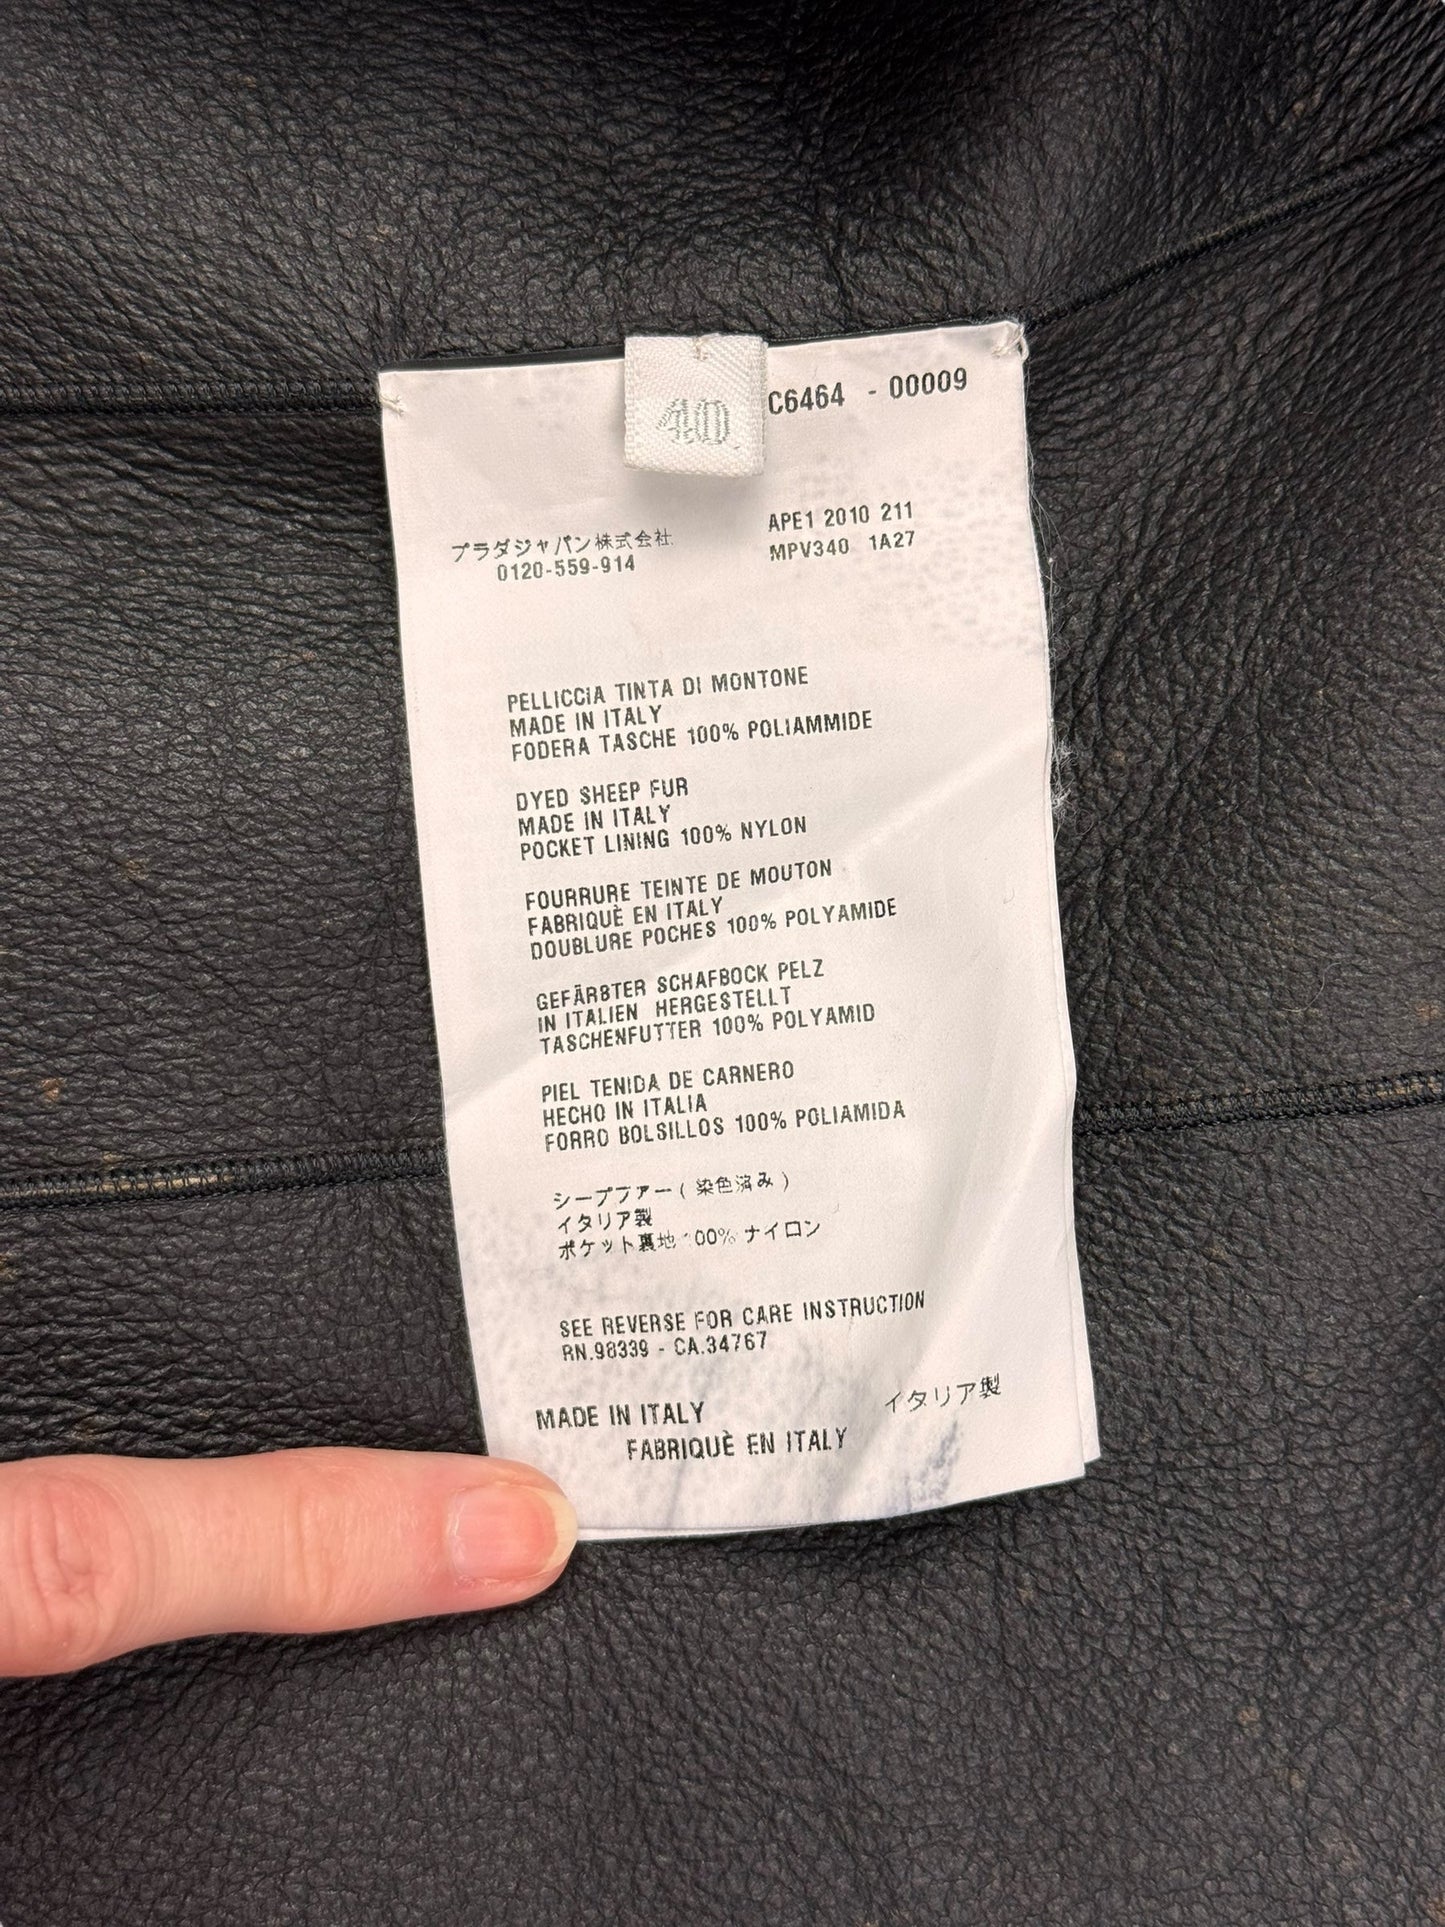 40
C6464 - 00009
APE1 2010 211
MPV340 1A27
プラダジャパン株式会社
0120-559-914
PELLICCIA TINTA DI MONTONE
MADE IN ITALY
FODERA TASCHE 100% POLIAMMIDE
DYED SHEEP FUR
MADE IN ITALY
POCKET LINING 100% NYLON
FOURRURE TEINTE DE MOUTON
FABRIQUÈ EN ITALY
DOUBLURE POCHES 100% POLYAMIDE
GEFÄRBTER SCHAFBOCK PELZ
IN ITALIEN HERGESTELLT
TASCHENFUTTER 100% POLYAMID
PIEL TENIDA DE CARNERO
HECHO IN ITALIA
FORRO BOLSILLOS 100% POLIAMIDA
シープファー ( 染色済み )
イタリア製
ポケット裏地 100% ナイロン
SEE REVERSE FOR CARE INSTRUCTION
RN.98339 - CA.34767
MADE IN ITALY
イタリア製
FABRIQUÈ EN ITALY